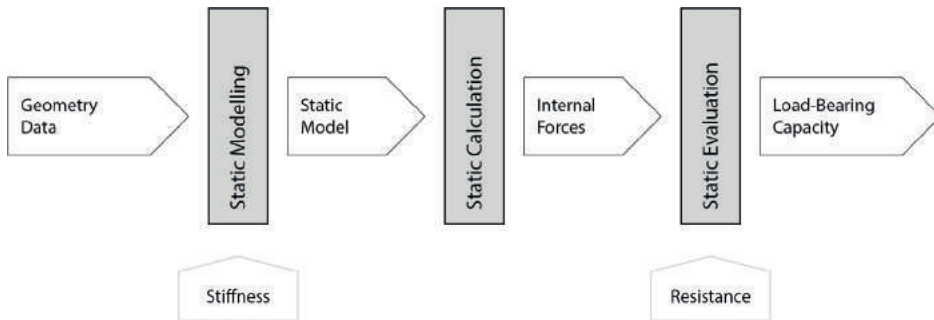 Geometry
Data
Static Modelling
Static
Model
Static Calculation
Internal
Forces
Static Evaluation
Load-Bearing
Capacity
Stiffness
Resistance